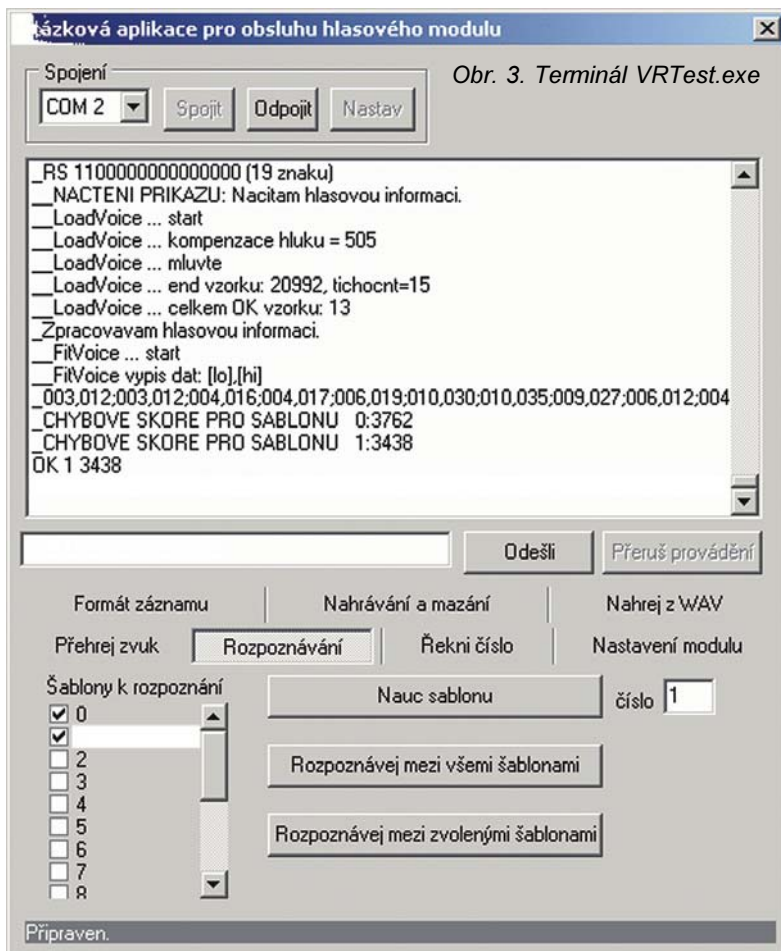 tázková aplikace pro obsluhu hlasového modulu
Spojení
Obr. 3. Terminál VRTest.exe
COM 2
Spojit
Odpojit
Nastav
_RS 1100000000000000 (19 znaku)
__NACTENI PRIKAZU: Nacitam hlasovou informaci.
__LoadVoice ... start
__LoadVoice ... kompenzace hluku = 505
__LoadVoice ... mluvte
__LoadVoice ... end vzorku: 20992, tichocnt=15
__LoadVoice ... celkem OK vzorku: 13
_Zpracovavam hlasovou informaci.
__FitVoice ... start
__FitVoice vypis dat: [lo],[hi]
_003,012;003,012;004,016;004,017;006,019;010,030;010,035;009,027;006,012;004
_CHYBOVE SKORE PRO SABLONU 0:3762
_CHYBOVE SKORE PRO SABLONU 1:3438
OK 1 3438
Odešli
Přeruš provádění
Formát záznamu
Nahrávání a mazání
Nahrej z WAV
Přehrej zvuk
Rozpoznávání
Řekni číslo
Nastavení modulu
Šablony k rozpoznání
0
2
3
4
5
6
7
8
Nauc sablonu
číslo 1
Rozpoznávej mezi všemi šablonami
Rozpoznávej mezi zvolenými šablonami
Připraven.